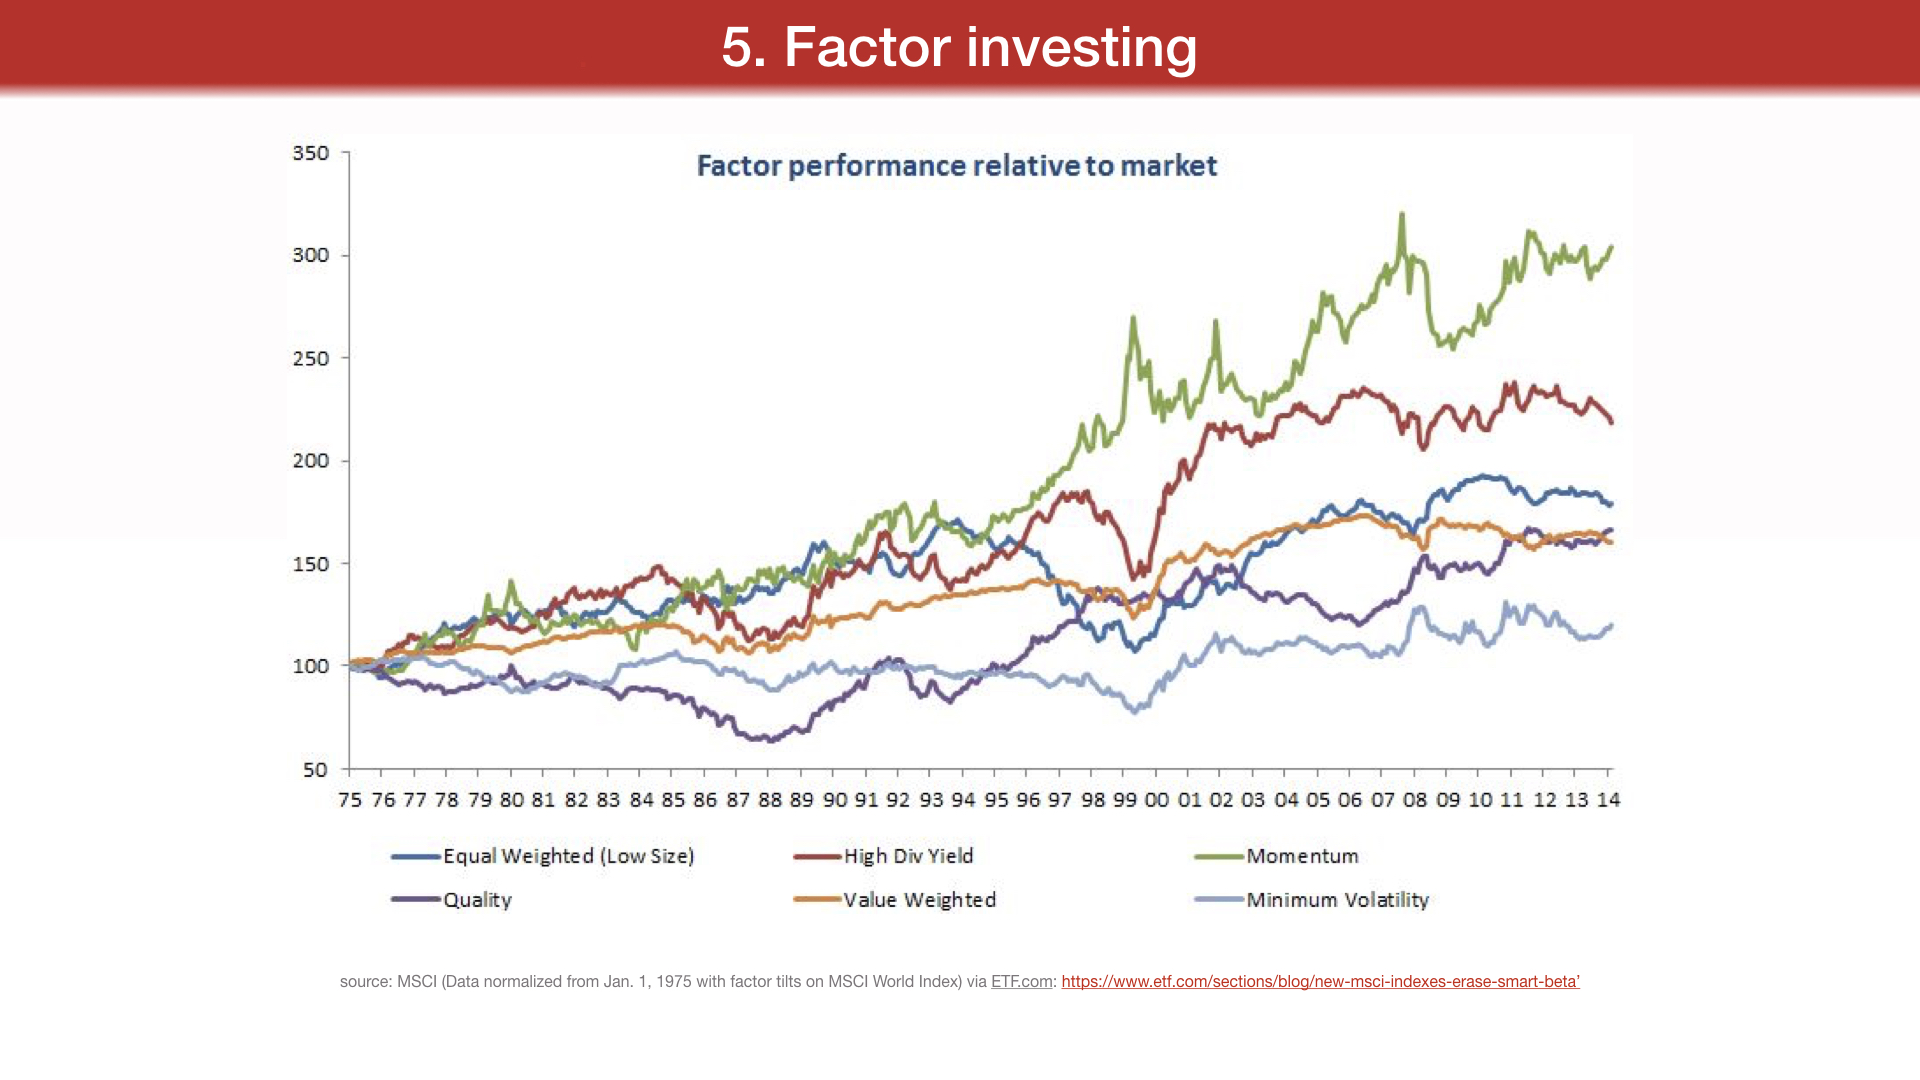 5. Factor investing
Factor performance relative to market
350
300
250
200
150
100
50
75 76 77 78 79 80 81 82 83 84 85 86 87 88 89 90 91 92 93 94 95 96 97 98 99 00 01 02 03 04 05 06 07 08 09 10 11 12 13 14
Equal Weighted (Low Size) High Div Yield Momentum
Quality Value Weighted Minimum Volatility
source: MSCI (Data normalized from Jan. 1, 1975 with factor tilts on MSCI World Index) via ETF.com: https://www.etf.com/sections/blog/new-msci-indexes-erase-smart-beta’